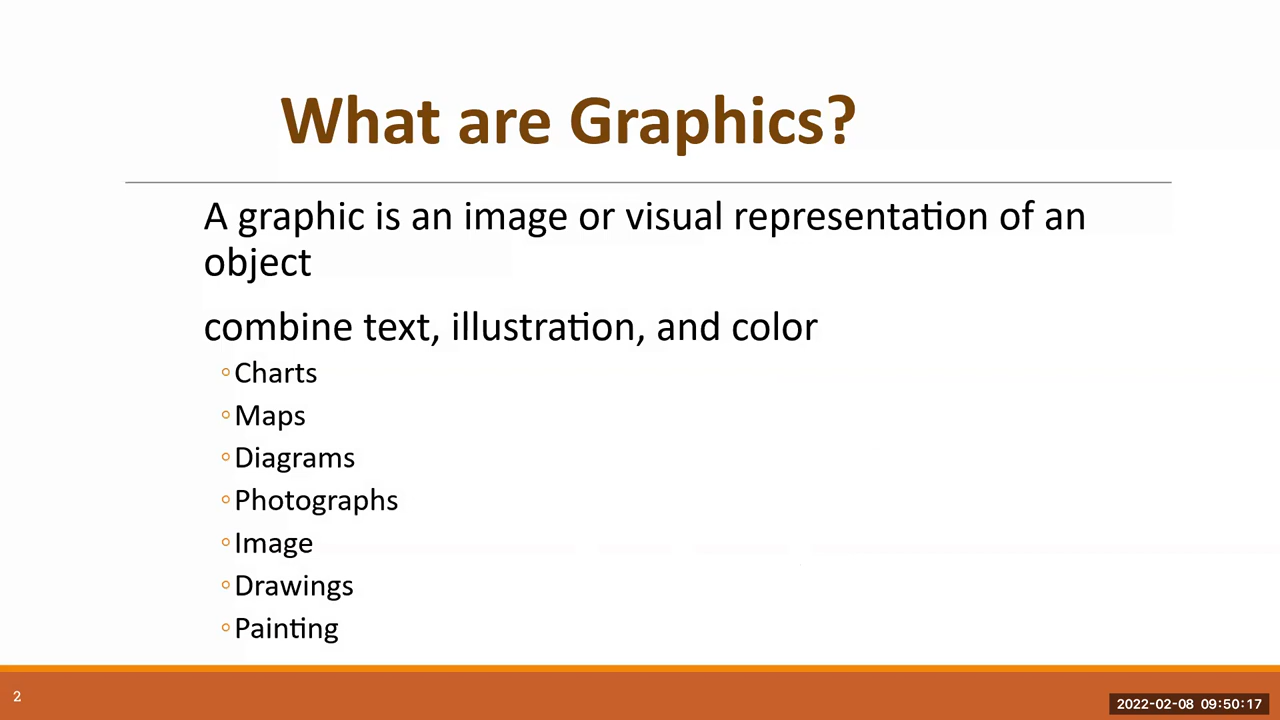 What are Graphics?
A graphic is an image or visual representation of an
object
combine text, illustration, and color
◦Charts
◦Maps
◦Diagrams
◦Photographs
◦Image
◦Drawings
◦Painting
2
2022-02-08 09:50:17